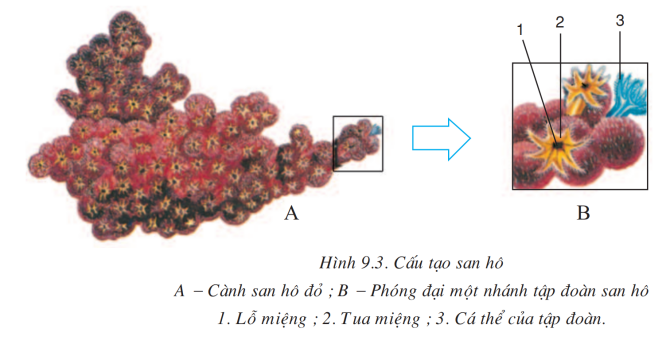 1 2 3
A
B
Hình 9.3. Cấu tạo san hô
A – Cành san hô đỏ ; B – Phóng đại một nhánh tập đoàn san hô
1. Lỗ miệng ; 2. Tua miệng ; 3. Cá thể của tập đoàn.